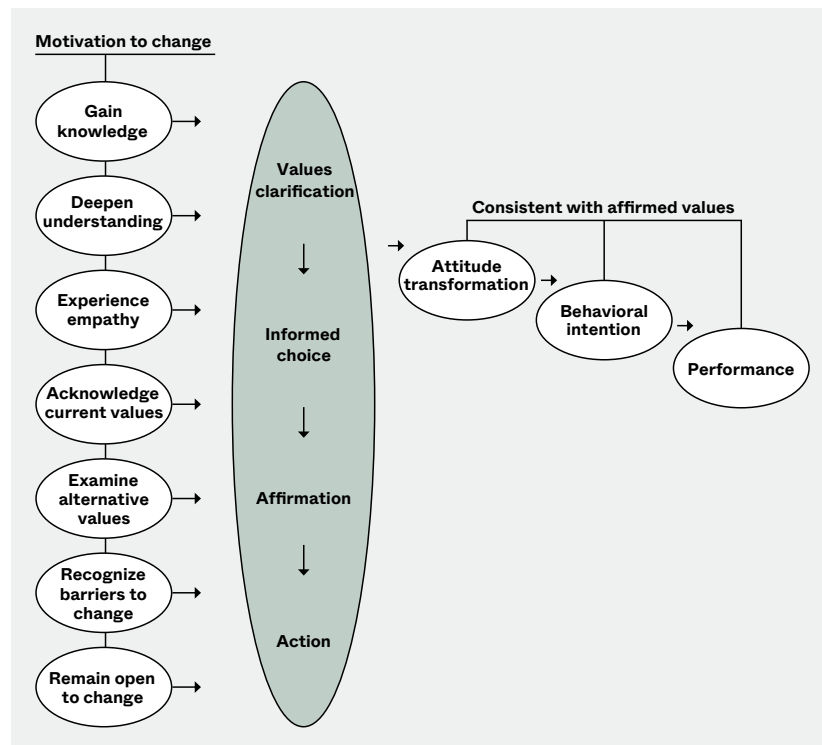 Motivation to change
Gain
knowledge
Deepen
understanding
Experience
empathy
Acknowledge
current values
Examine
alternative
values
Recognize
barriers to
change
Remain open
to change
Values
clarification
Informed
choice
Affirmation
Action
Consistent with affirmed values
Attitude
transformation
Behavioral
intention
Performance